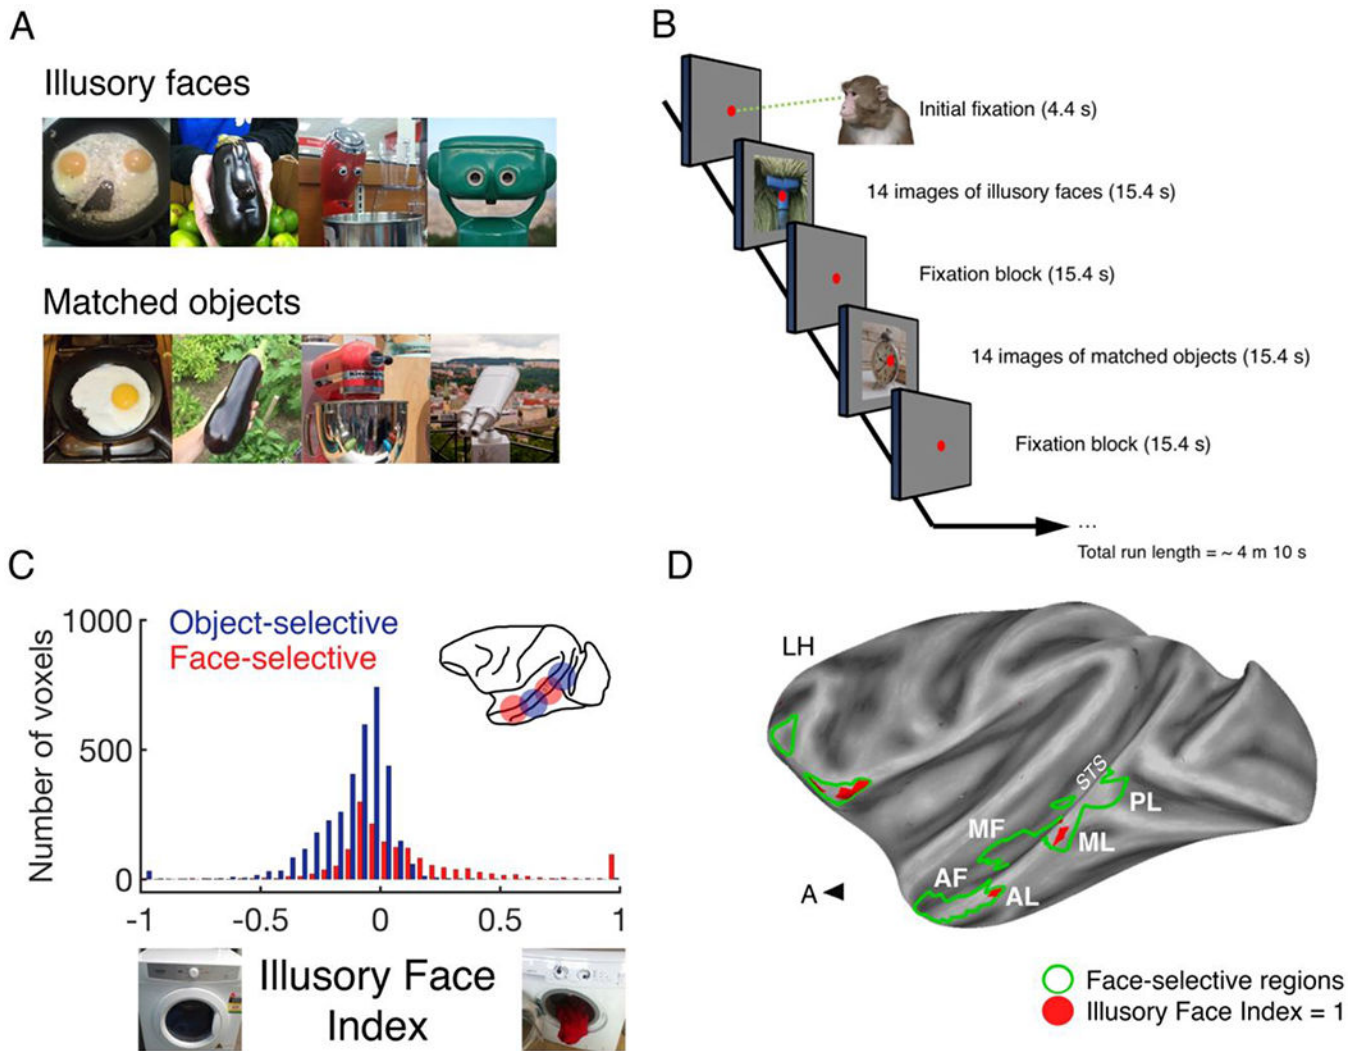 A
Illusory faces
Matched objects
B
Initial fixation (4.4 s)
14 images of illusory faces (15.4 s)
Fixation block (15.4 s)
14 images of matched objects (15.4 s)
Fixation block (15.4 s)
...
Total run length = ~ 4 m 10 s
C
Number of voxels
1000
500
0
Object-selective
Face-selective
-1
-0.5
0
0.5
1
Illusory Face
Index
D
LH
STS
PL
MF
ML
AF
AL
A
Face-selective regions
Illusory Face Index = 1